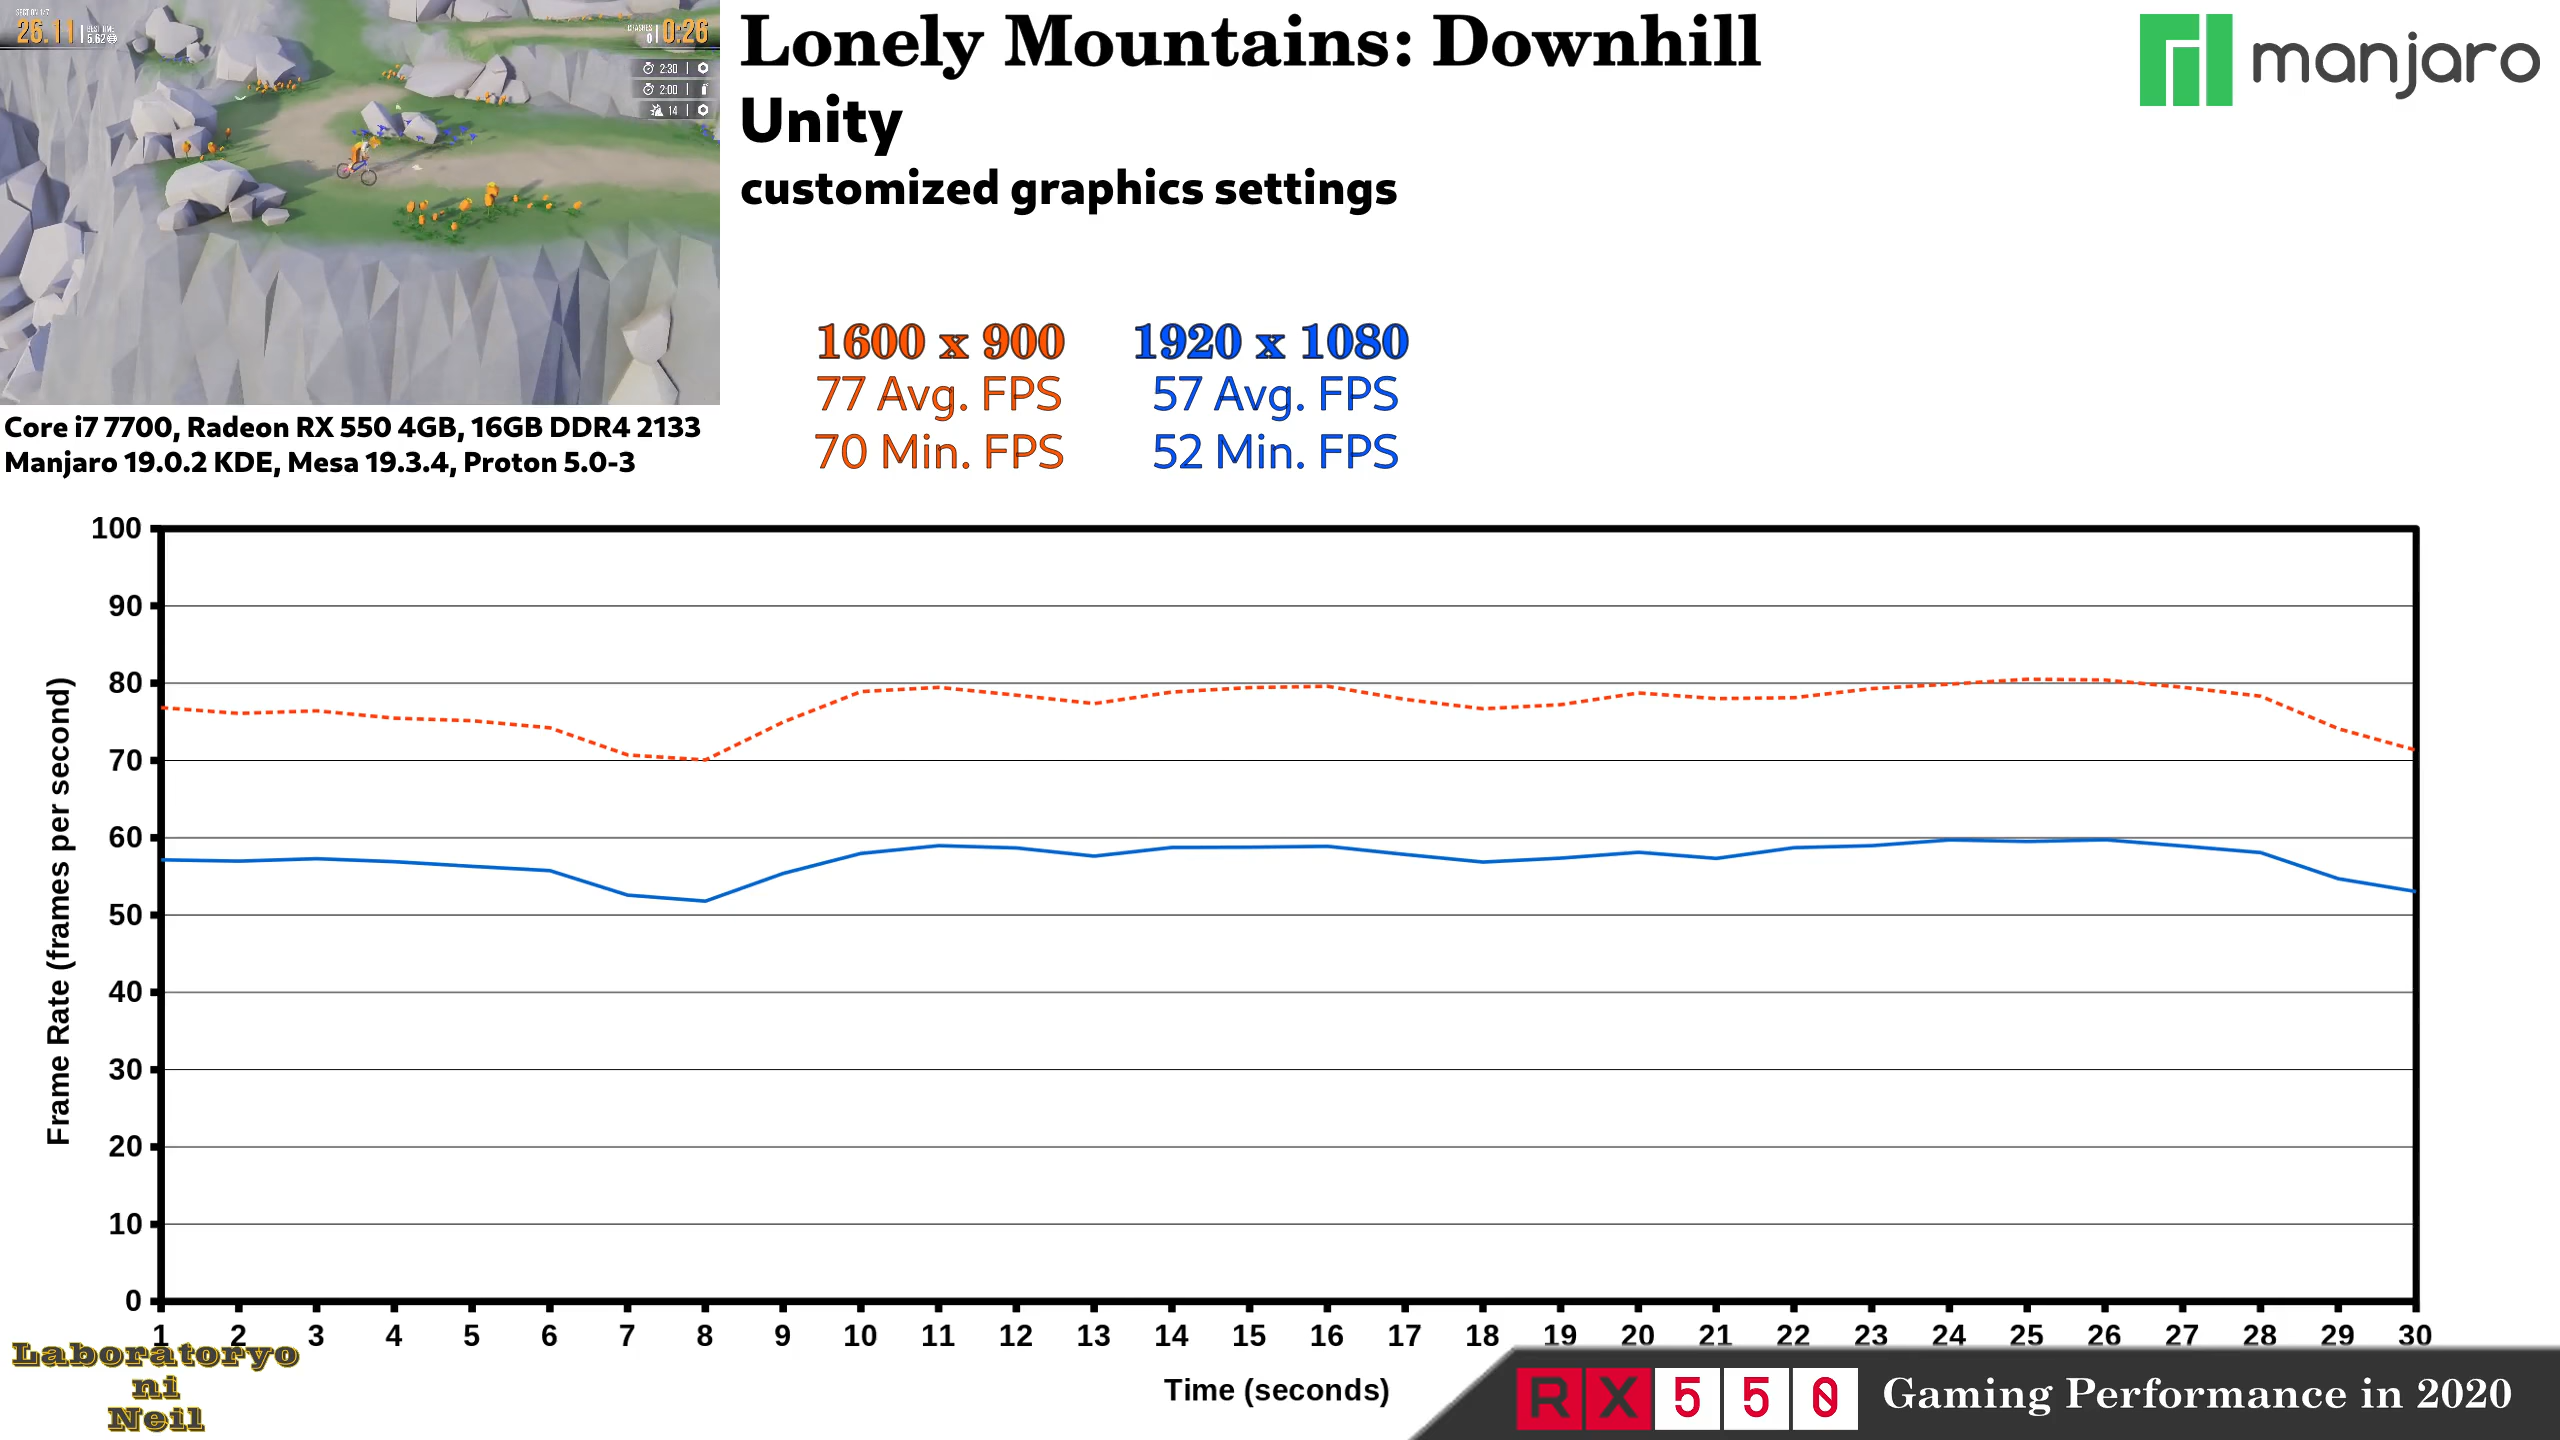 26.11
0:26
2:30
2:00
14
Lonely Mountains: Downhill
Unity
customized graphics settings
manjaro
1600 x 900
77 Avg. FPS
70 Min. FPS
1920 x 1080
57 Avg. FPS
52 Min. FPS
Core i7 7700, Radeon RX 550 4GB, 16GB DDR4 2133
Manjaro 19.0.2 KDE, Mesa 19.3.4, Proton 5.0-3
Frame Rate (frames per second)
100
90
80
70
60
50
40
30
20
10
0
1 2 3 4 5 6 7 8 9 10 11 12 13 14 15 16 17 18 19 20 21 22 23 24 25 26 27 28 29 30
Time (seconds)
Laboratoryo
ni
Neil
RX 550 Gaming Performance in 2020